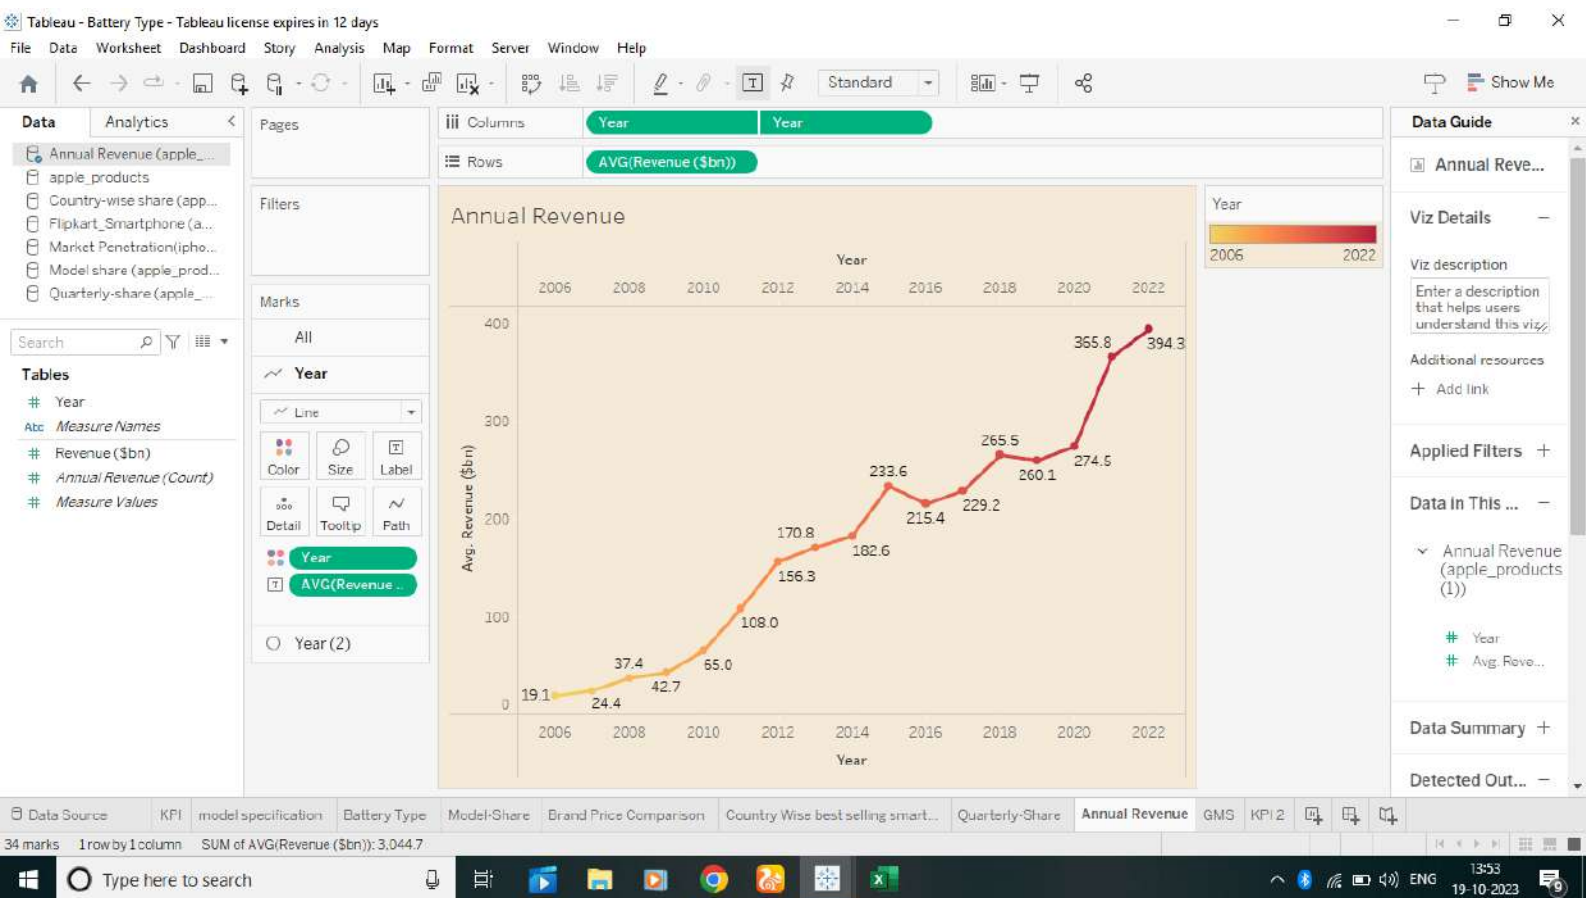 Tableau - Battery Type - Tableau license expires in 12 days
File Data Worksheet Dashboard Story Analysis Map Format Server Window Help
Standard
Show Me
Data Analytics
Annual Revenue (apple_...
apple_products
Country-wise share (app...
Flipkart_Smartphone (a...
Market Penetration(ipho...
Model share (apple_prod...
Quarterly-share (apple_...
Search
Tables
# Year
Abc Measure Names
# Revenue ($bn)
# Annual Revenue (Count)
# Measure Values
Pages
Filters
Marks
All
Year
Line
Color Size Label
Detail Tooltip Path
Year
AVG(Revenue ..
Year (2)
Columns Year Year
Rows AVG(Revenue ($bn))
Annual Revenue
Year
2006 2008 2010 2012 2014 2016 2018 2020 2022
400
300
200
100
0
Avg. Revenue ($bn)
19.1
24.4
37.4
42.7
65.0
108.0
156.3
170.8
182.6
233.6
215.4
229.2
265.5
260.1
274.5
365.8
394.3
2006 2008 2010 2012 2014 2016 2018 2020 2022
Year
Year
2006 2022
Data Guide
Annual Reve...
Viz Details
Viz description
Enter a description
that helps users
understand this viz
Additional resources
+ Add link
Applied Filters +
Data in This ...
Annual Revenue
(apple_products
(1))
# Year
# Avg. Reve...
Data Summary +
Detected Out...
Data Source KPI model specification Battery Type Model-Share Brand Price Comparison Country Wise best selling smart... Quarterly-Share Annual Revenue GMS KPI 2
34 marks 1 row by 1 column SUM of AVG(Revenue ($bn)): 3,044.7
Type here to search
ENG
13:53
19-10-2023
9